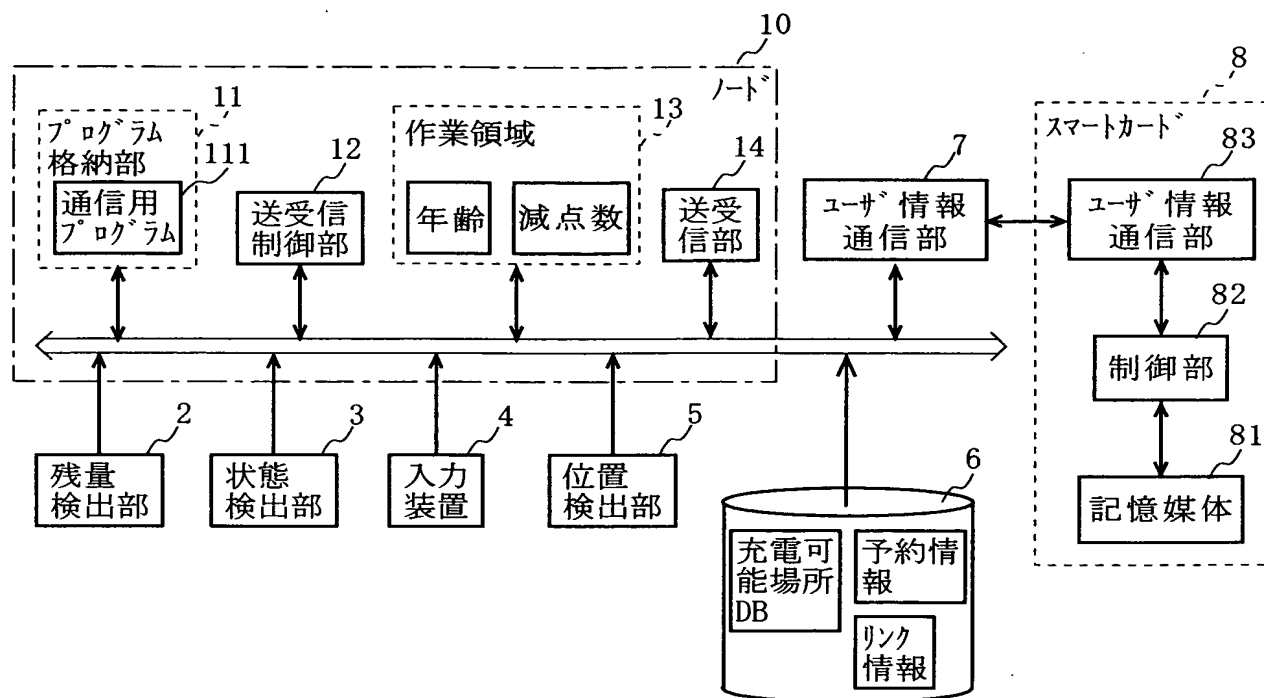 10
ノード
8
11
プログラム
格納部
111
通信用
プログラム
12
送受信
制御部
作業領域
13
年齢
減点数
14
送受
信部
7
ユーザ情報
通信部
スマートカード
83
ユーザ情報
通信部
82
制御部
81
記憶媒体
2
残量
検出部
3
状態
検出部
4
入力
装置
5
位置
検出部
6
充電可
能場所
DB
予約情
報
リンク
情報